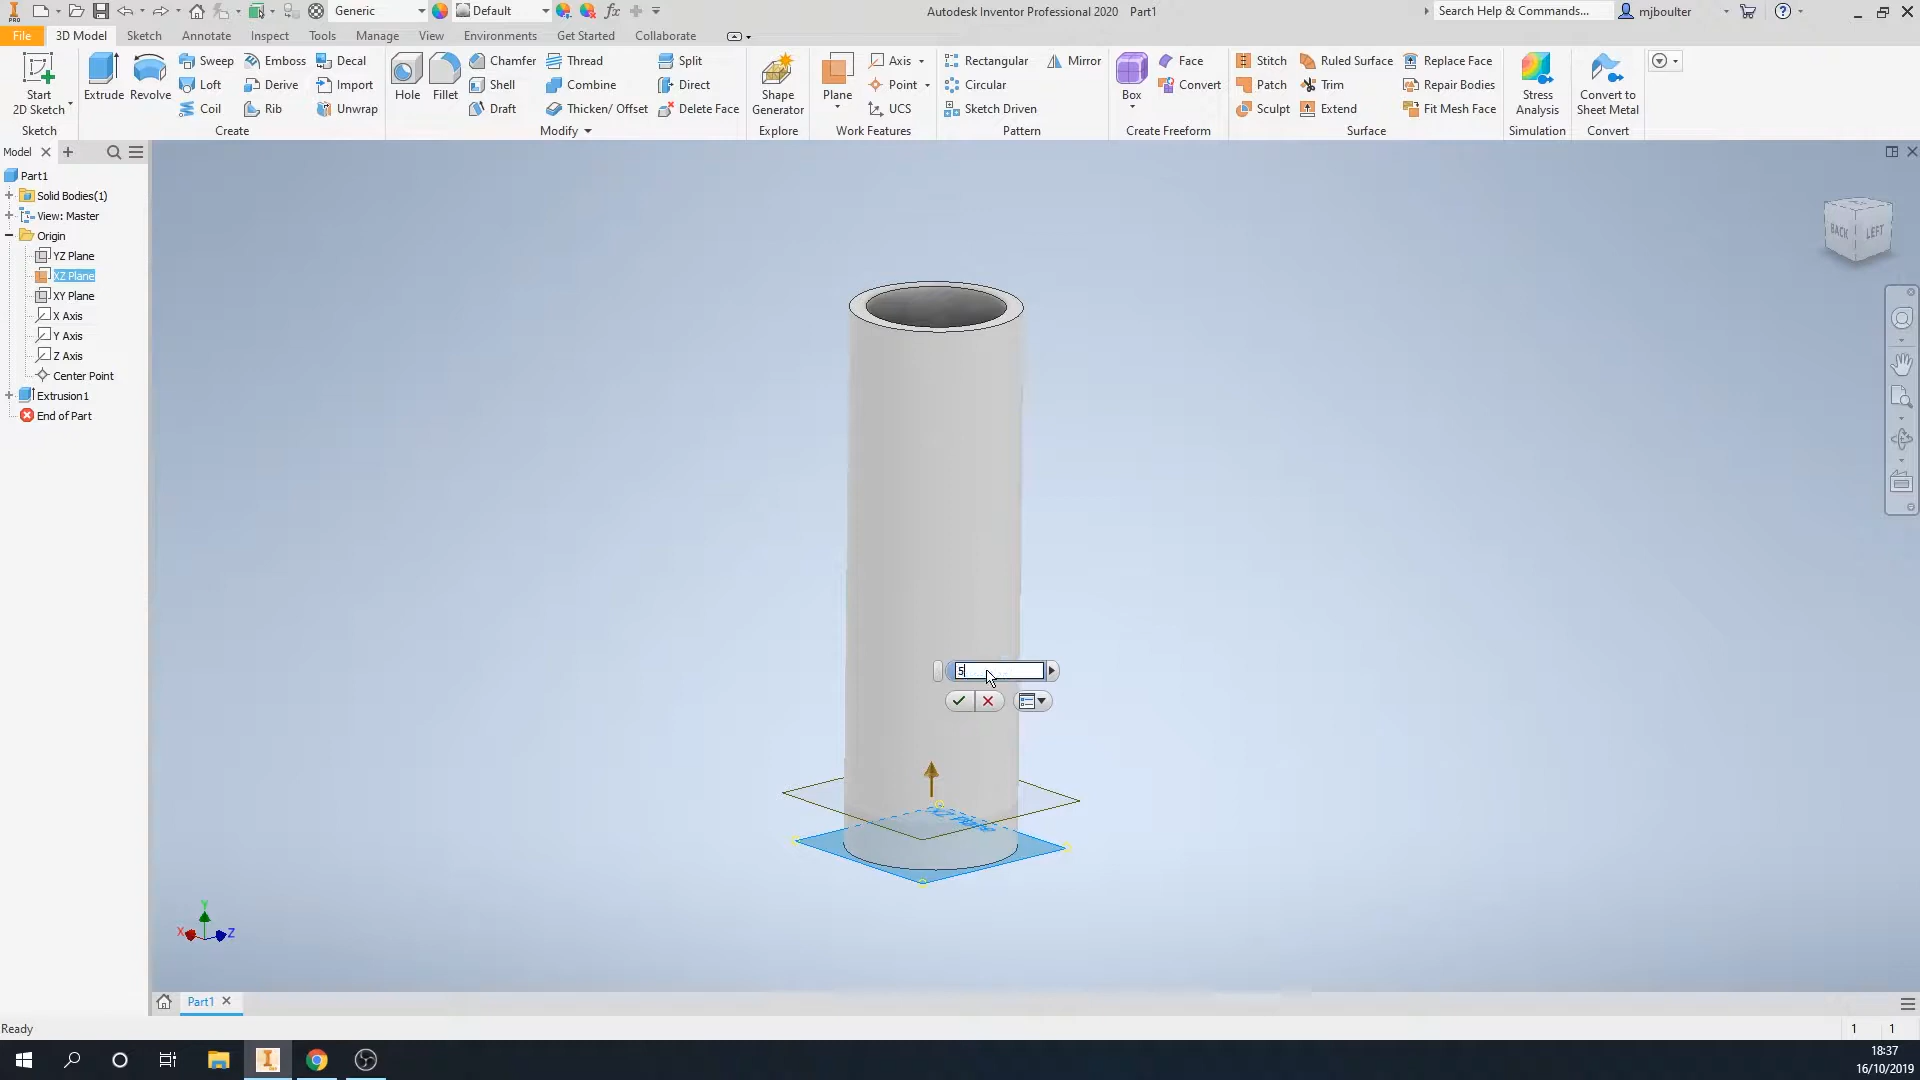 PRO
Generic
Default
Autodesk Inventor Professional 2020 Part1
Search Help & Commands...
mjboulter
File 3D Model Sketch Annotate Inspect Tools Manage View Environments Get Started Collaborate
Start
2D Sketch
Extrude
Revolve
Sweep
Loft
Coil
Emboss
Derive
Rib
Decal
Import
Unwrap
Hole
Fillet
Chamfer
Shell
Draft
Thread
Combine
Thicken/ Offset
Split
Direct
Delete Face
Shape
Generator
Plane
Axis
Point
UCS
Rectangular
Circular
Sketch Driven
Mirror
Box
Face
Convert
Stitch
Patch
Sculpt
Ruled Surface
Trim
Extend
Replace Face
Repair Bodies
Fit Mesh Face
Stress
Analysis
Convert to
Sheet Metal
Sketch Create Modify Explore Work Features Pattern Create Freeform Surface Simulation Convert
Model
Part1
Solid Bodies(1)
View: Master
Origin
YZ Plane
XZ Plane
XY Plane
X Axis
Y Axis
Z Axis
Center Point
Extrusion1
End of Part
BACK LEFT
5
XZ Plane
Y
X
Z
Part1
Ready
1 1
18:37
16/10/2019